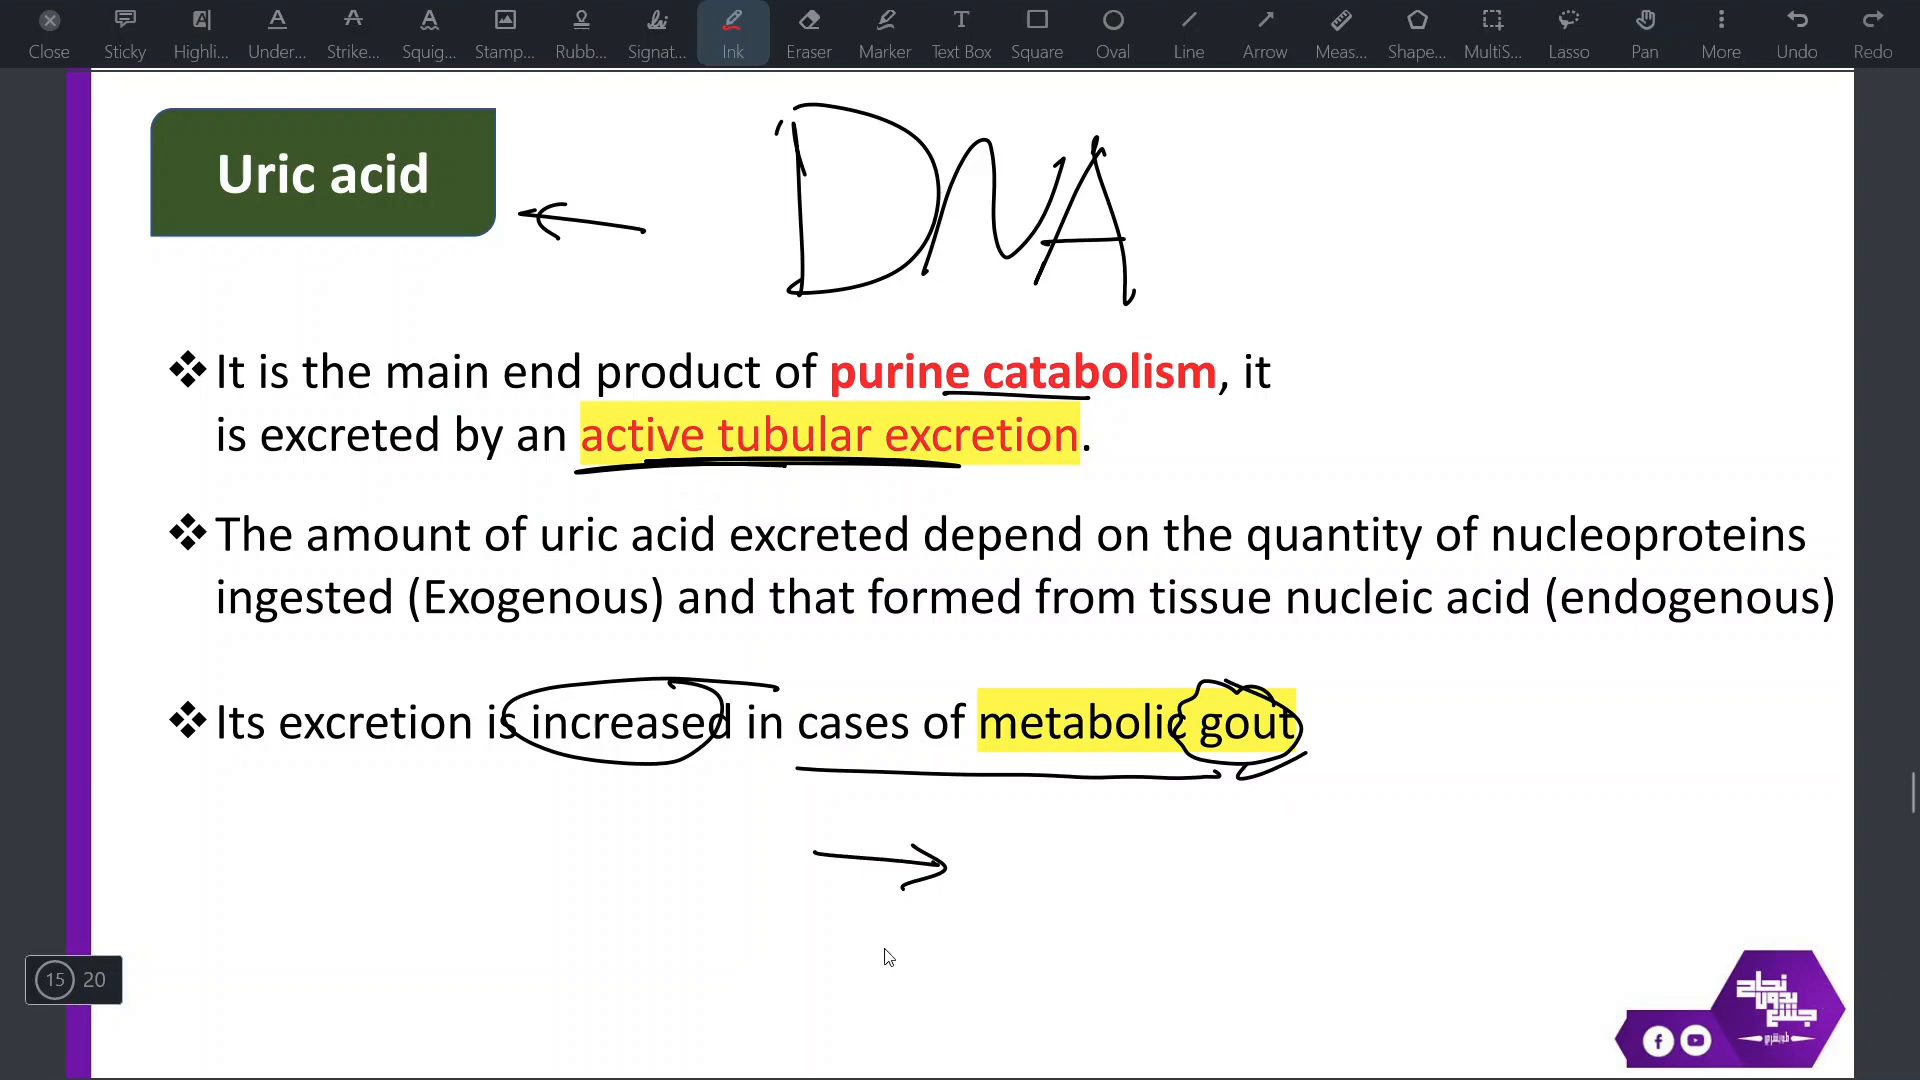 Close Sticky Highli... Under... Strike... Squig... Stamp... Rubb... Signat... Ink Eraser Marker Text Box Square Oval Line Arrow Meas... Shape... MultiS... Lasso Pan More Undo Redo
Uric acid
DNA
❖It is the main end product of purine catabolism, it
is excreted by an active tubular excretion.
❖The amount of uric acid excreted depend on the quantity of nucleoproteins
ingested (Exogenous) and that formed from tissue nucleic acid (endogenous)
❖Its excretion is increased in cases of metabolic gout
15 20
نجاح
بدون
جشع